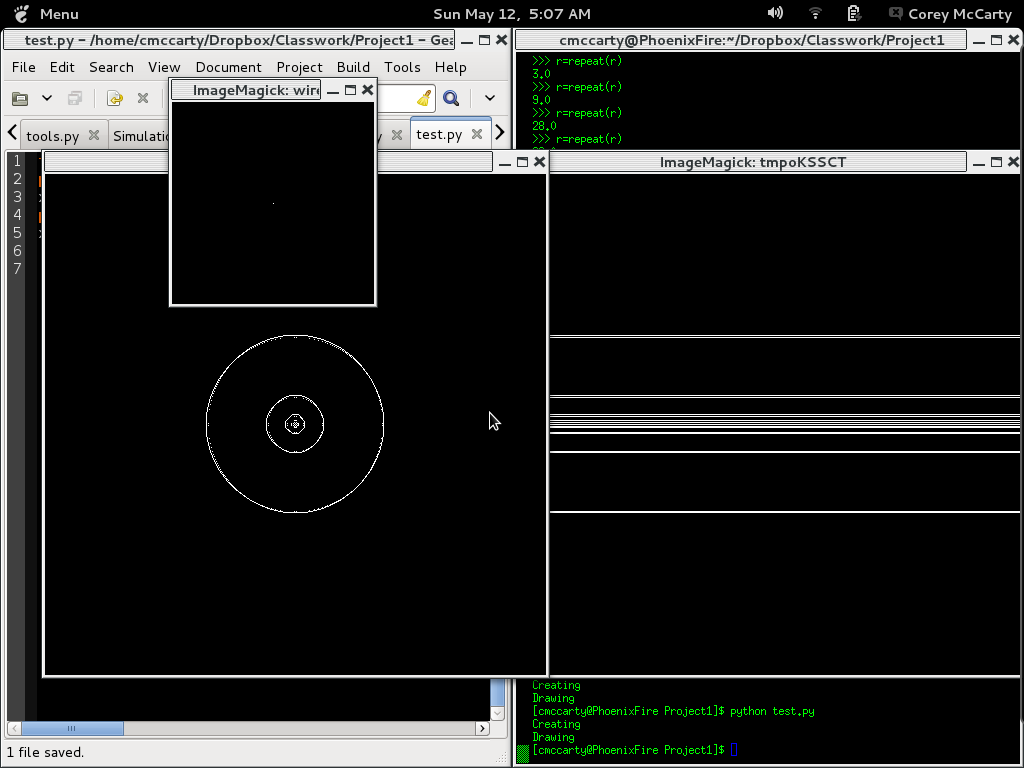 Menu
Sun May 12, 5:07 AM
Corey McCarty
test.py – /home/cmccarty/Dropbox/Classwork/Project1 – Gea
File Edit Search View Document Project Build Tools Help
tools.py
test.py
1
2
3
4
5
6
7
1 file saved.
ImageMagick: wire
cmccarty@PhoenixFire:~/Dropbox/Classwork/Project1
>>> r=repeat(r)
3.0
>>> r=repeat(r)
9.0
>>> r=repeat(r)
28.0
>>> r=repeat(r)
ImageMagick: tmpoKSSCT
Creating
Drawing
[cmccarty@PhoenixFire Project1]$ python test.py
Creating
Drawing
[cmccarty@PhoenixFire Project1]$